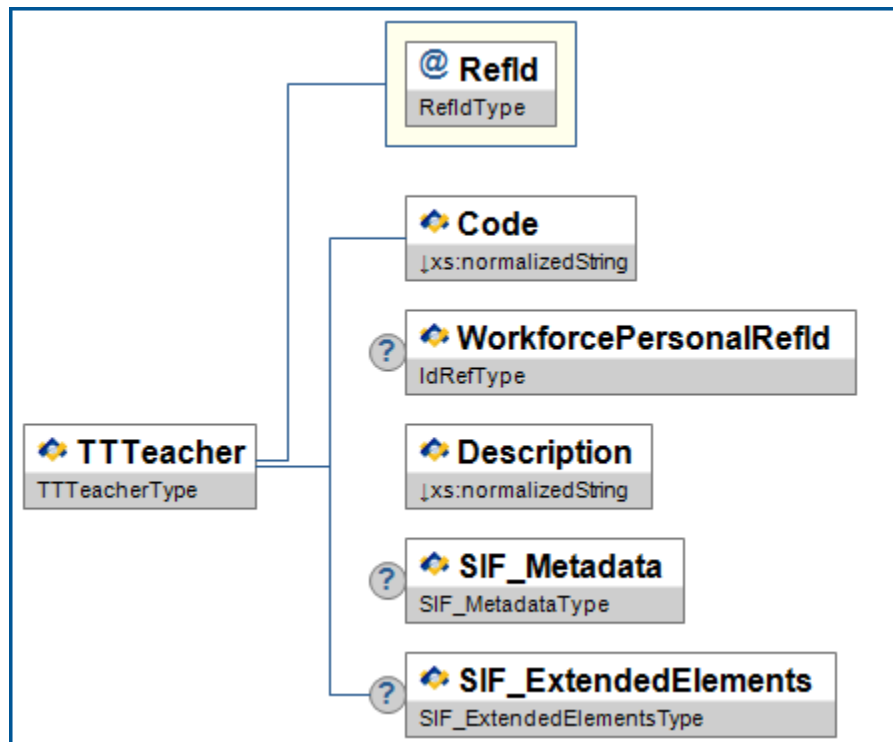 @ RefId
RefIdType
Code
↓xs:normalizedString
? WorkforcePersonalRefId
IdRefType
TTTeacher
TTTeacherType
Description
↓xs:normalizedString
? SIF_Metadata
SIF_MetadataType
? SIF_ExtendedElements
SIF_ExtendedElementsType